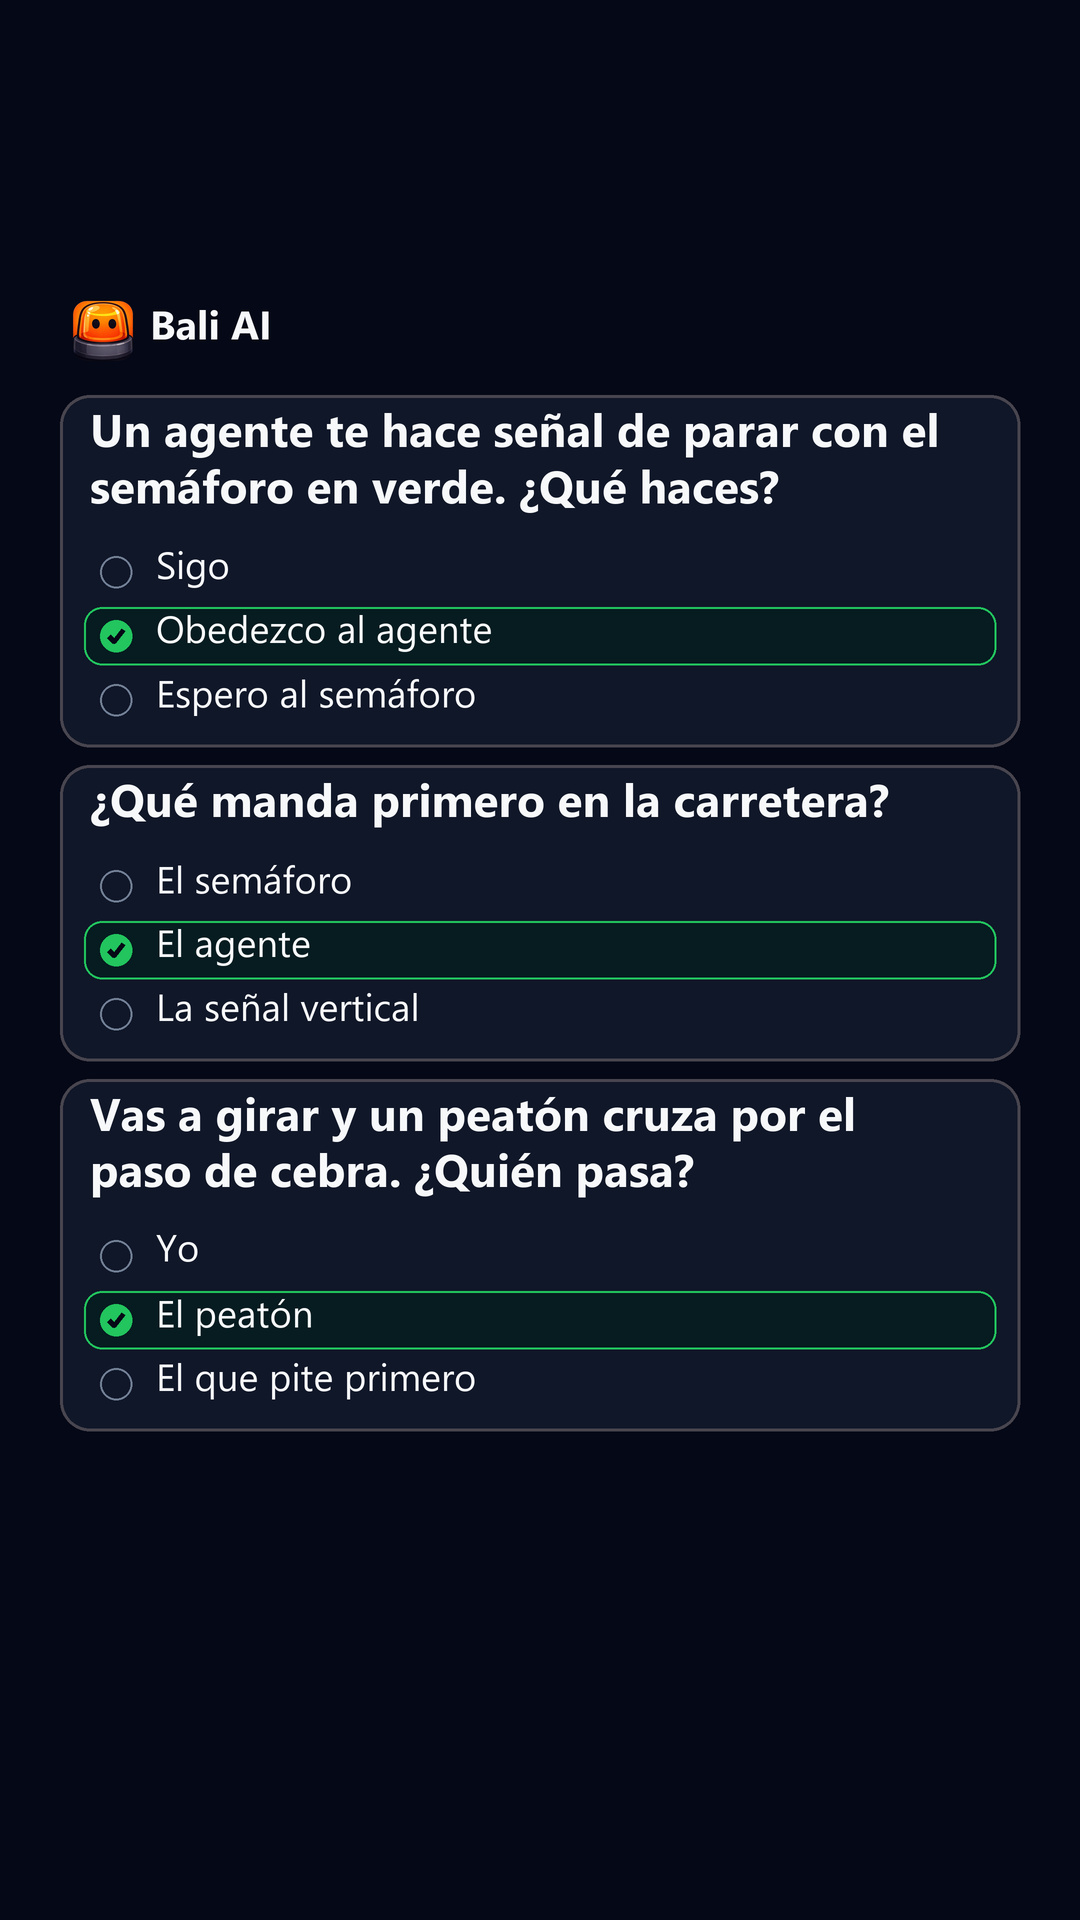 Bali AI
Un agente te hace señal de parar con el
semáforo en verde. ¿Qué haces?
Sigo
Obedezco al agente
Espero al semáforo
¿Qué manda primero en la carretera?
El semáforo
El agente
La señal vertical
Vas a girar y un peatón cruza por el
paso de cebra. ¿Quién pasa?
Yo
El peatón
El que pite primero